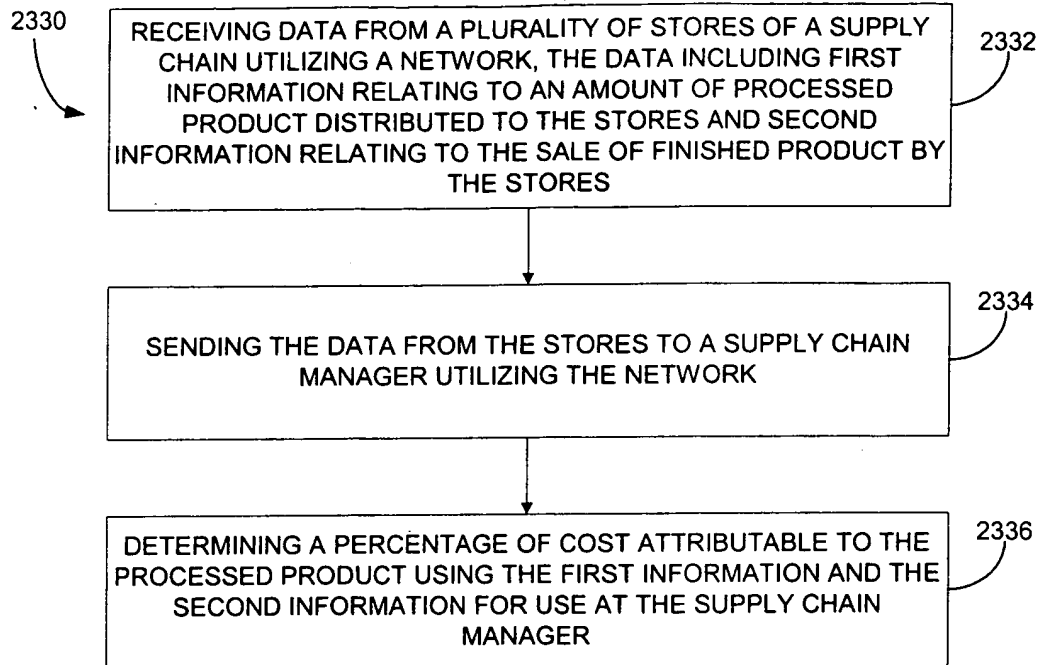 2330
RECEIVING DATA FROM A PLURALITY OF STORES OF A SUPPLY
CHAIN UTILIZING A NETWORK, THE DATA INCLUDING FIRST
INFORMATION RELATING TO AN AMOUNT OF PROCESSED
PRODUCT DISTRIBUTED TO THE STORES AND SECOND
INFORMATION RELATING TO THE SALE OF FINISHED PRODUCT BY
THE STORES
2332
SENDING THE DATA FROM THE STORES TO A SUPPLY CHAIN
MANAGER UTILIZING THE NETWORK
2334
DETERMINING A PERCENTAGE OF COST ATTRIBUTABLE TO THE
PROCESSED PRODUCT USING THE FIRST INFORMATION AND THE
SECOND INFORMATION FOR USE AT THE SUPPLY CHAIN
MANAGER
2336